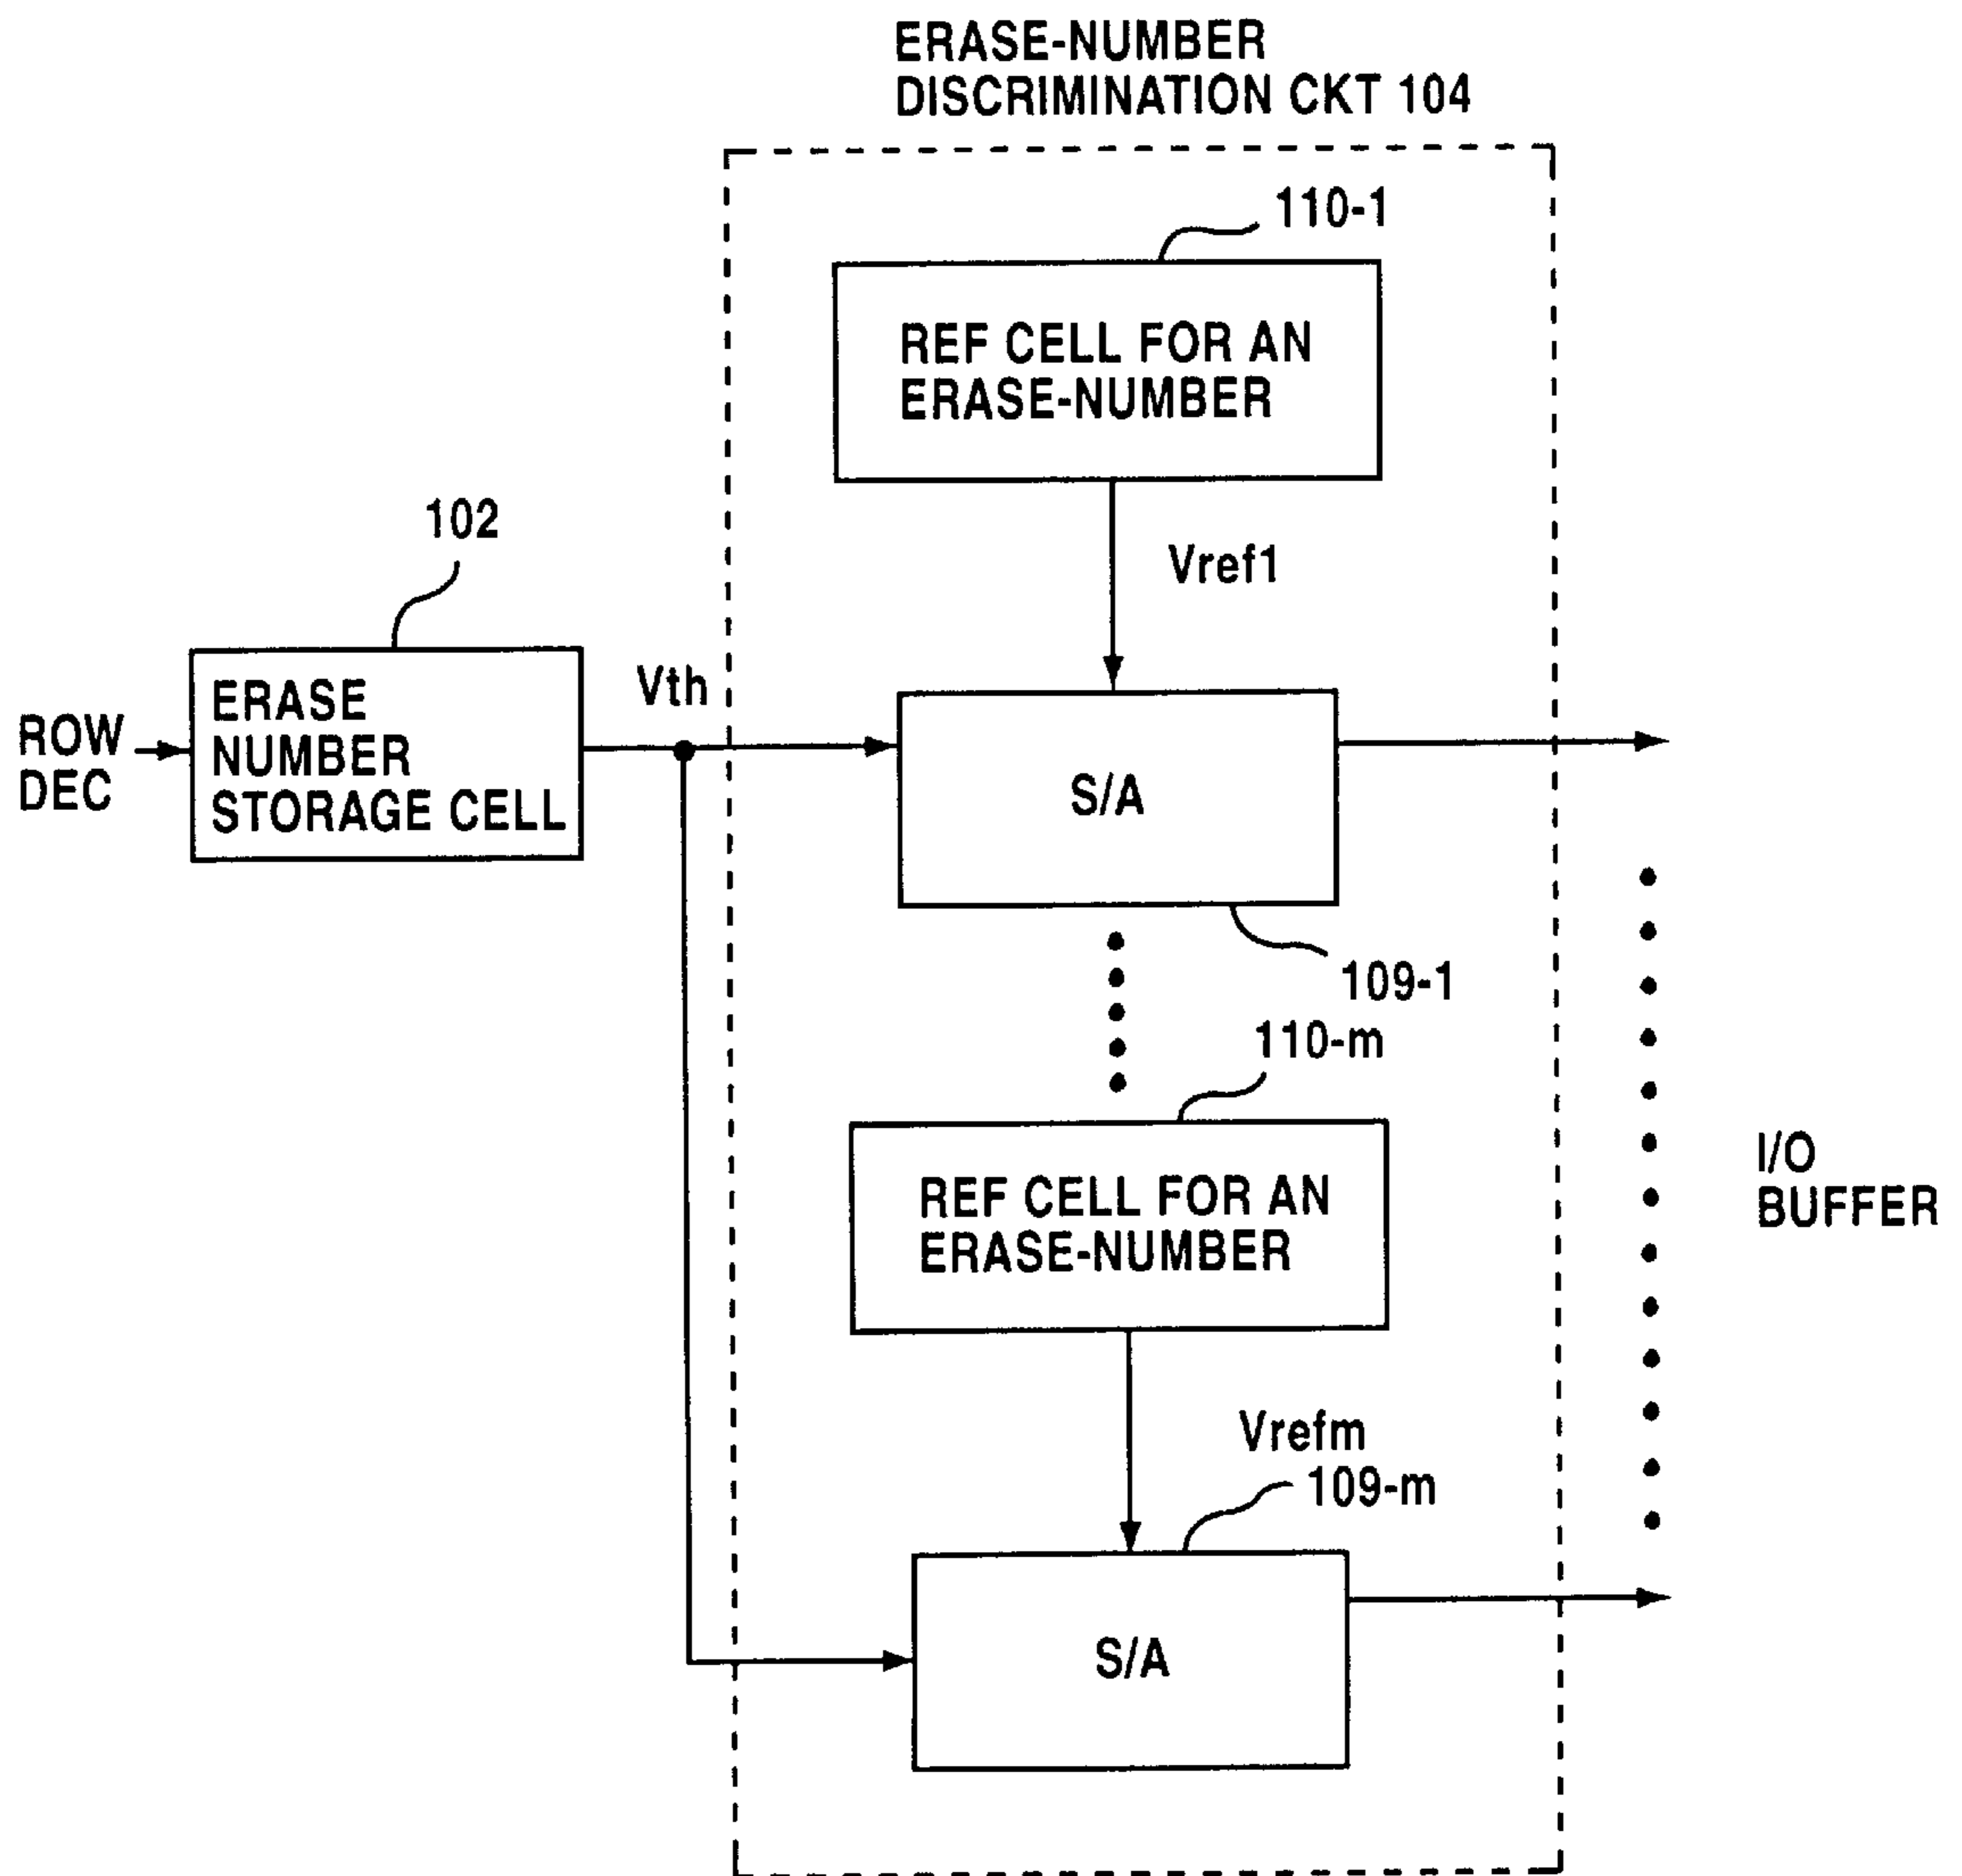 ERASE-NUMBER
DISCRIMINATION CKT 104
110-1
REF CELL FOR AN
ERASE-NUMBER
102
Vref1
Vth
ERASE
NUMBER
STORAGE CELL
ROW
DEC
S/A
109-1
110-m
REF CELL FOR AN
ERASE-NUMBER
I/O
BUFFER
Vrefm
109-m
S/A